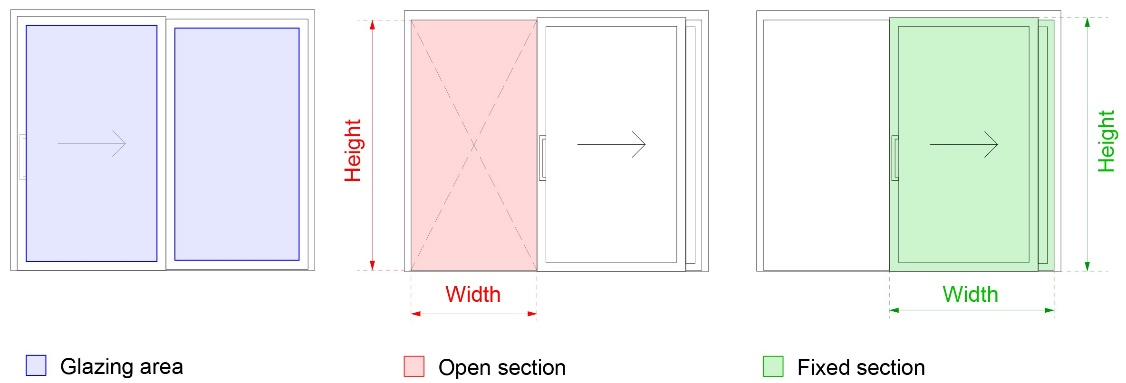 Height
Width
Height
Width
Glazing area
Open section
Fixed section